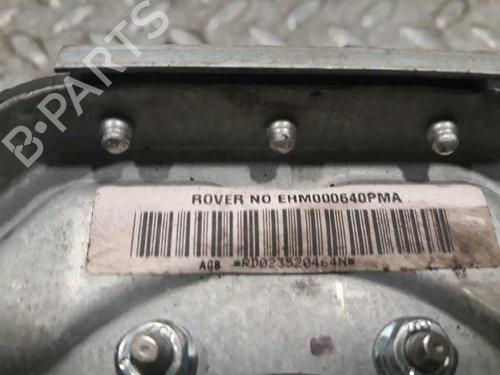 B-PARTS
ROVER NO EHM000640PMA
AGB *RD023520464N*